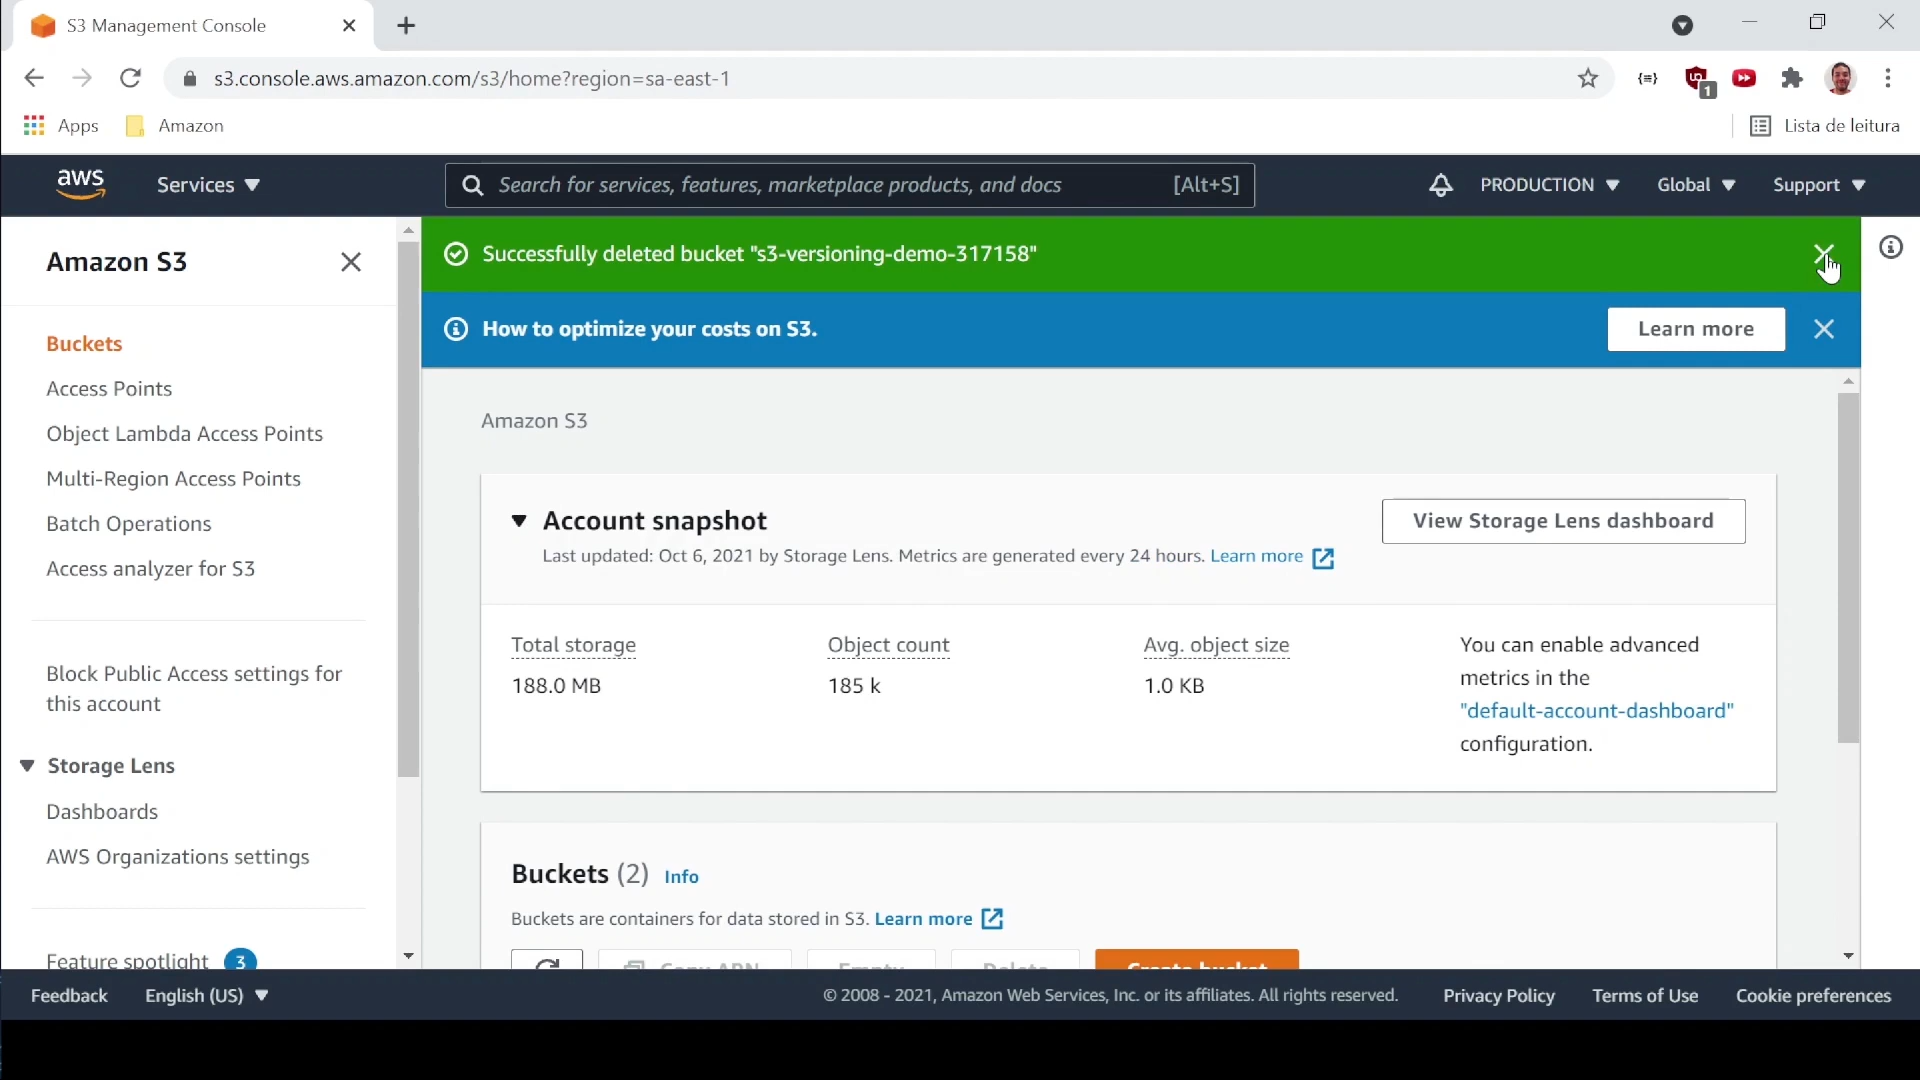 S3 Management Console
s3.console.aws.amazon.com/s3/home?region=sa-east-1
1
Apps
Amazon
Lista de leitura
aws
Services
Search for services, features, marketplace products, and docs
[Alt+S]
PRODUCTION
Global
Support
Amazon S3
Successfully deleted bucket "s3-versioning-demo-317158"
How to optimize your costs on S3.
Learn more
Buckets
Access Points
Object Lambda Access Points
Multi-Region Access Points
Batch Operations
Access analyzer for S3
Block Public Access settings for
this account
Storage Lens
Dashboards
AWS Organizations settings
Feature spotlight 3
Amazon S3
Account snapshot
View Storage Lens dashboard
Last updated: Oct 6, 2021 by Storage Lens. Metrics are generated every 24 hours. Learn more
Total storage
188.0 MB
Object count
185 k
Avg. object size
1.0 KB
You can enable advanced
metrics in the
"default-account-dashboard"
configuration.
Buckets (2) Info
Buckets are containers for data stored in S3. Learn more
Copy ARN
Empty
Delete
Create bucket
Feedback
English (US)
© 2008 - 2021, Amazon Web Services, Inc. or its affiliates. All rights reserved.
Privacy Policy
Terms of Use
Cookie preferences